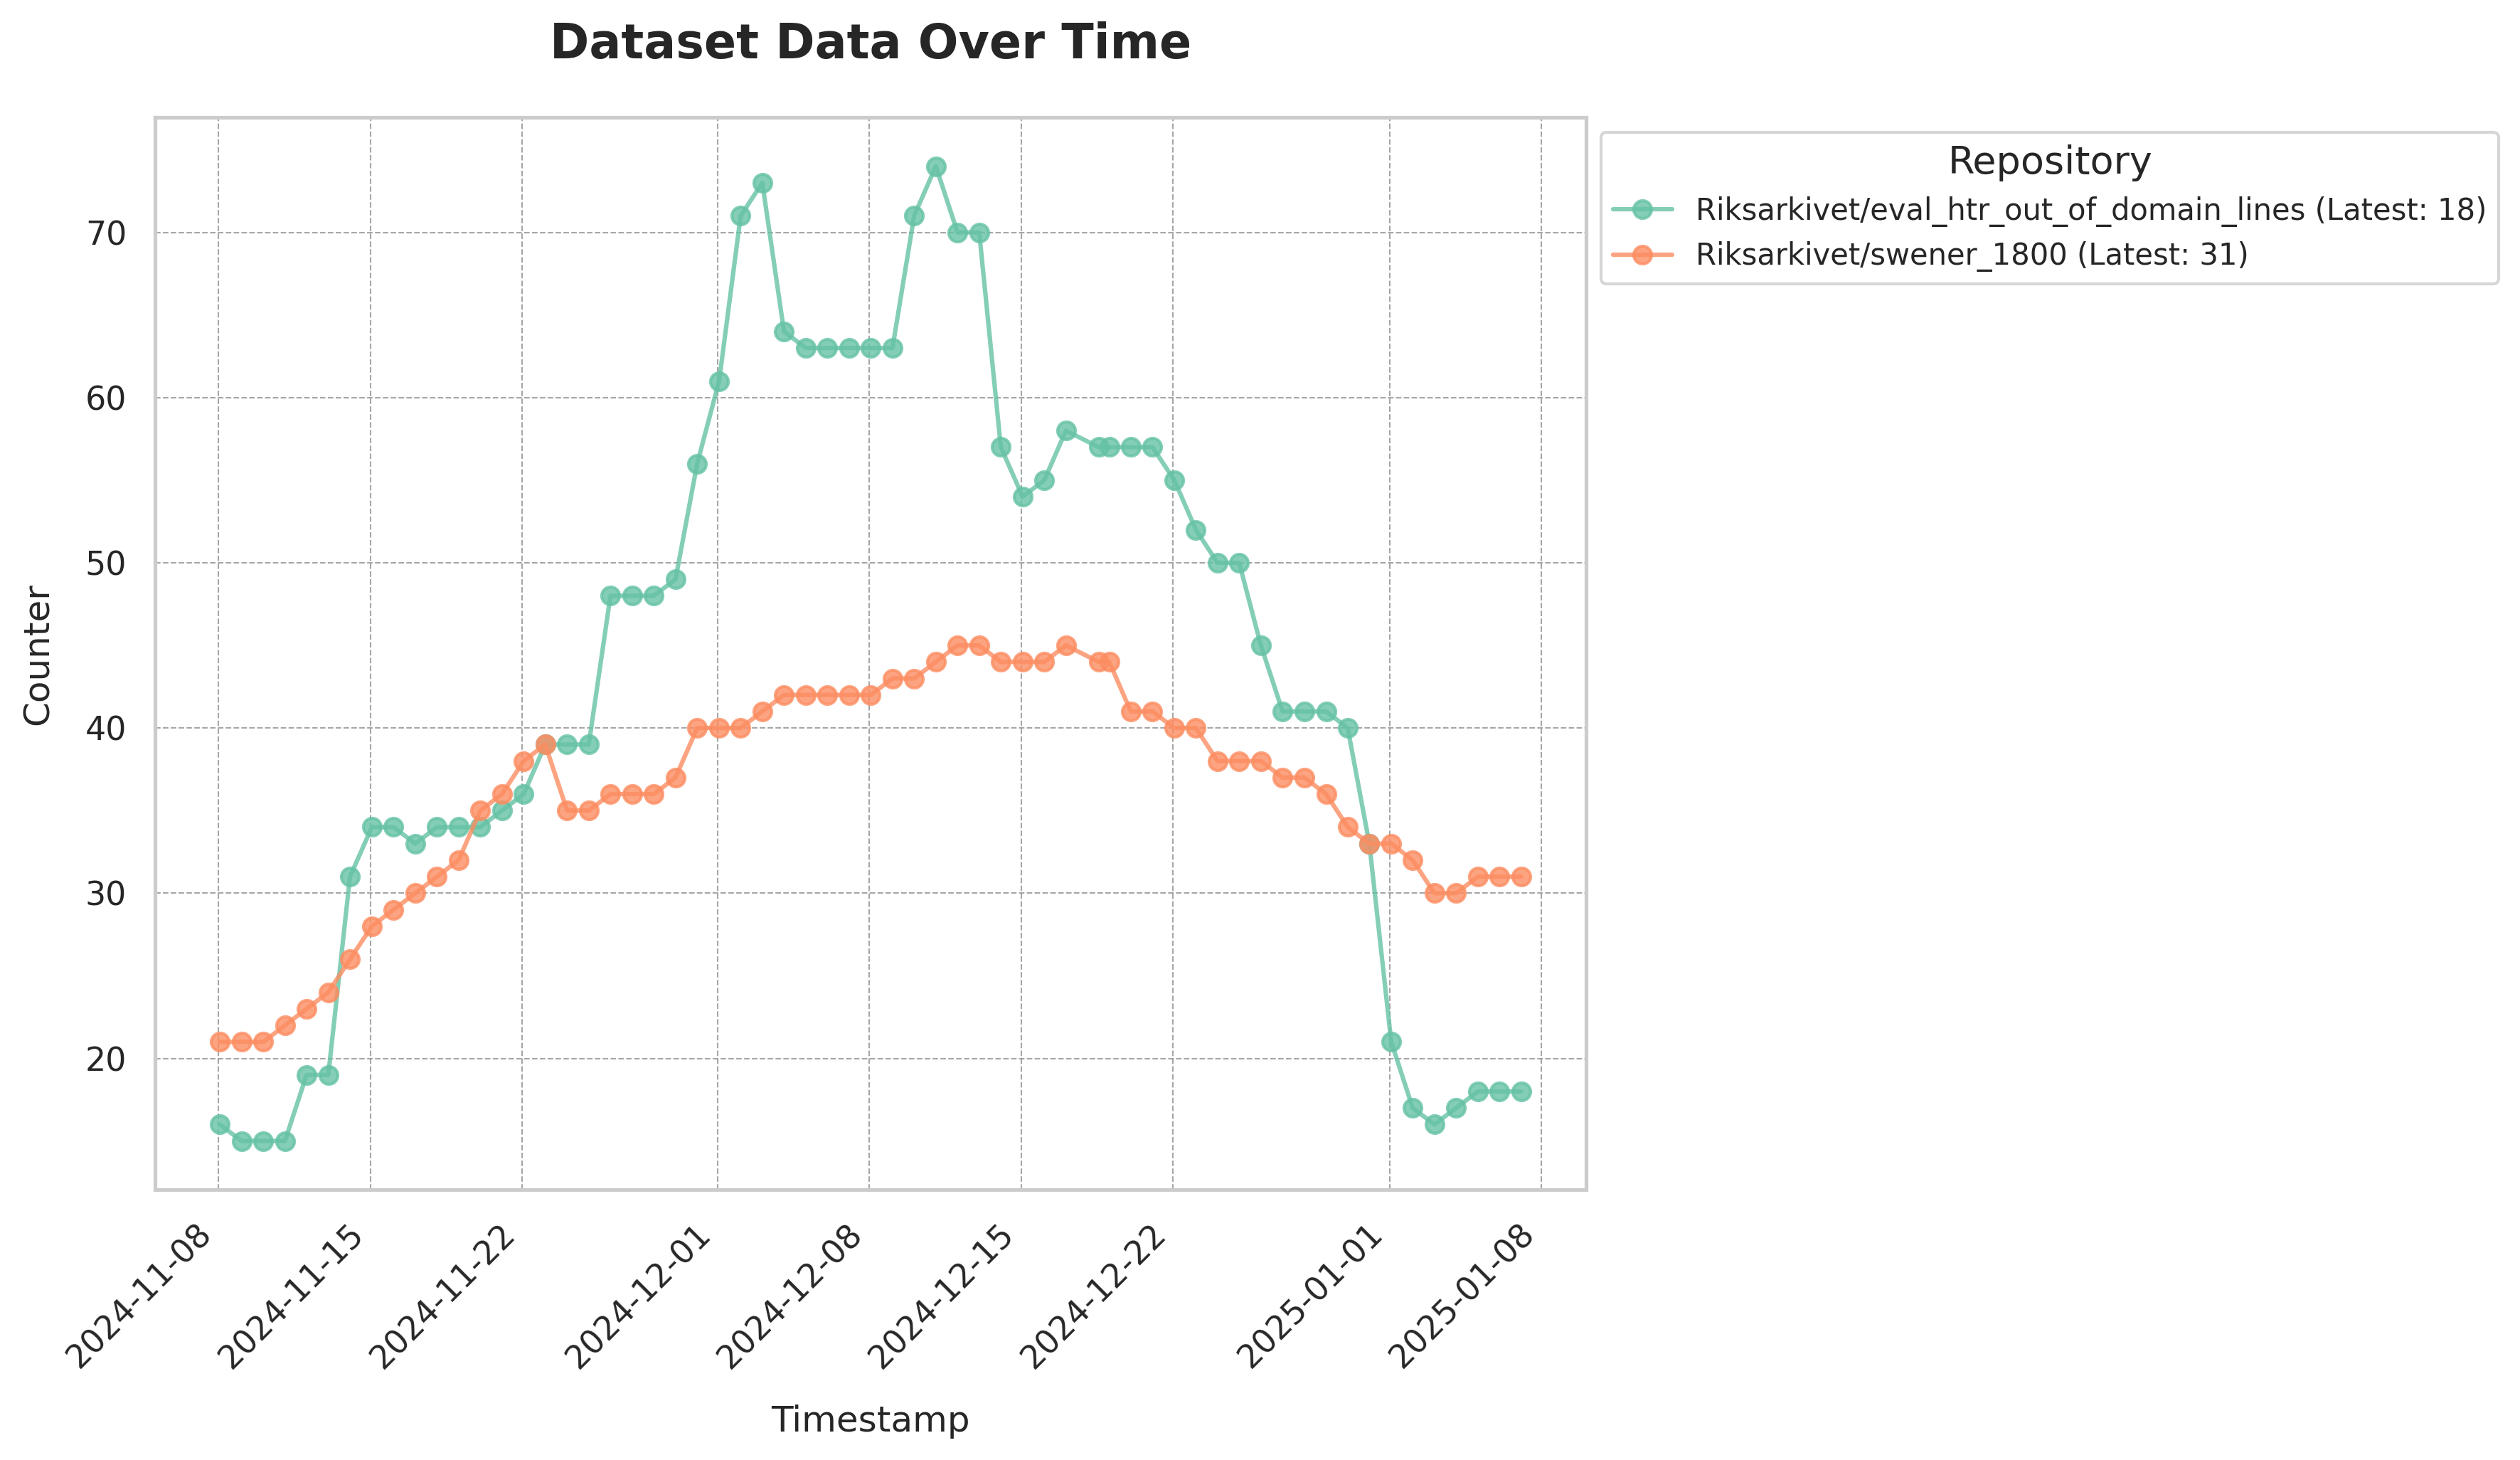 Dataset Data Over Time
Repository
Riksarkivet/eval_htr_out_of_domain_lines (Latest: 18)
Riksarkivet/swener_1800 (Latest: 31)
Counter
70
60
50
40
30
20
2024-11-08
2024-11-15
2024-11-22
2024-12-01
2024-12-08
2024-12-15
2024-12-22
2025-01-01
2025-01-08
Timestamp